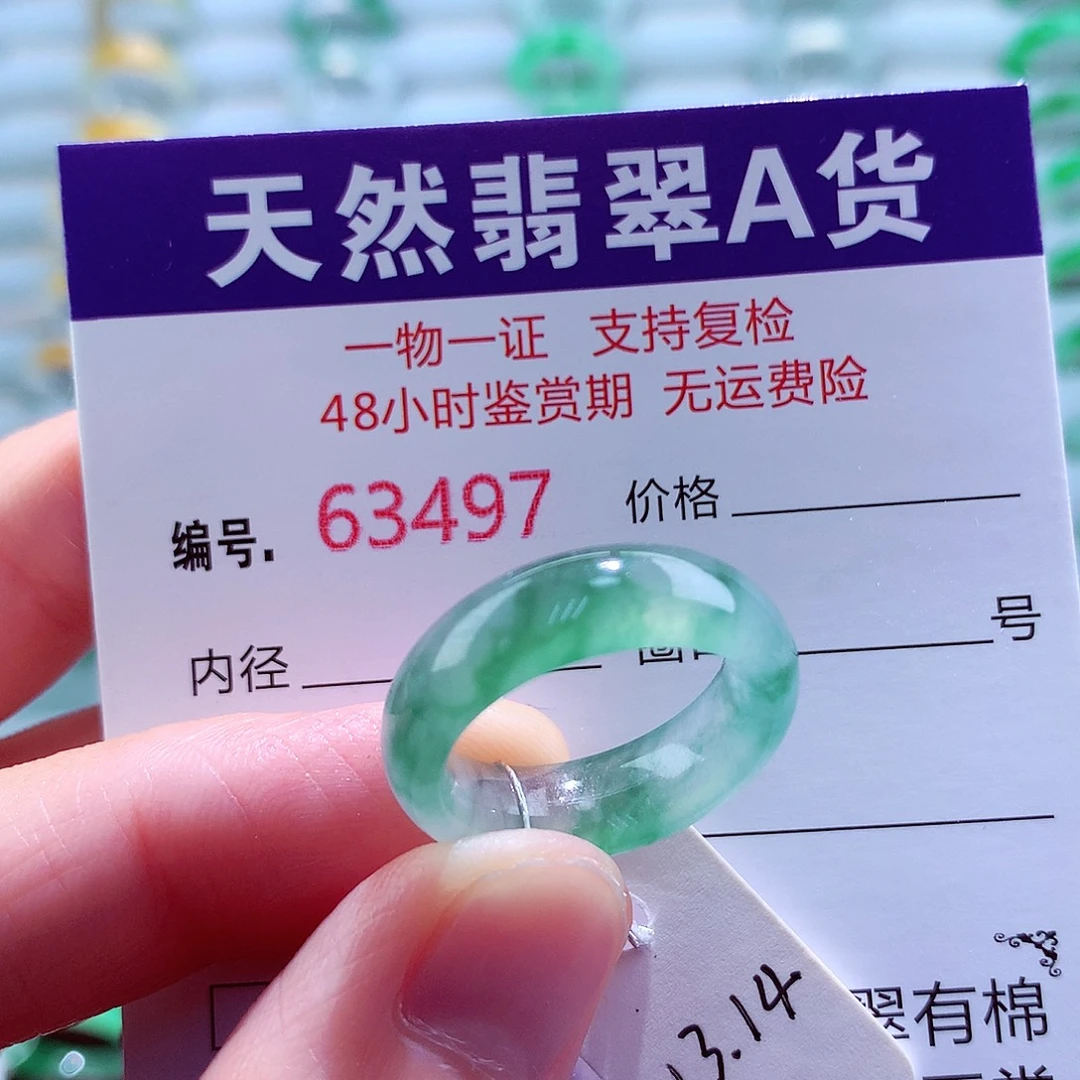 天然翡翠A货
一物一证 支持复检
48小时鉴赏期 无运费险
编号. 63497 价格
内径 号
翠有棉
13.14